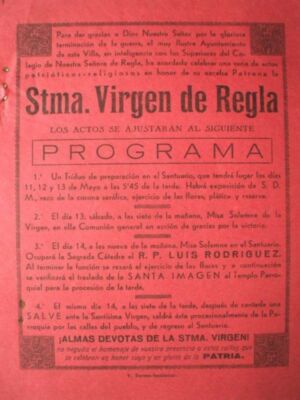 Para dar gracias a Dios Nuestro Señor por la gloriosa
terminación de la guerra, el muy Ilustre Ayuntamiento
de esta Villa, en inteligencia con los Superiores del Co-
legio de Nuestra Señora de Regla, ha acordado celebrar una serie de actos
patrióticos-religiosos en honor de su excelsa Patrona la
Stma. Virgen de Regla
LOS ACTOS SE AJUSTARAN AL SIGUIENTE
PROGRAMA
1.º Un Triduo de preparación en el Santuario, que tendrá lugar los días
11, 12 y 13 de Mayo a las 5'45 de la tarde. Habrá exposición de S. D.
M., rezo de la corona seráfica, ejercicio de las flores, plática y reserva.
2.º El día 13, sábado, a las siete de la mañana, Misa Solemne de la
Virgen, en ella Comunión general en acción de gracias por la victoria.
3.º El día 14, a las nueve de la mañana, Misa Solemne en el Santuario.
Ocupará la Sagrada Cátedra el R. P. LUIS RODRIGUEZ.
Al terminar la función se rezará el ejercicio de las flores y a continuación
se verificará el traslado de la SANTA IMAGEN al Templo Parro-
quial para la procesión de la tarde.
4.º El mismo día 14, a las siete de la tarde, después de cantada una
SALVE ante la Santísima Virgen, saldrá ésta procesionalmente de la Pa-
rroquia por las calles del pueblo, y de regreso al Santuario.
¡ALMAS DEVOTAS DE LA STMA. VIRGEN!
no neguéis el homenaje de vuestra presencia a estos cultos que
se celebran en honor suyo y en gloria de la PATRIA.